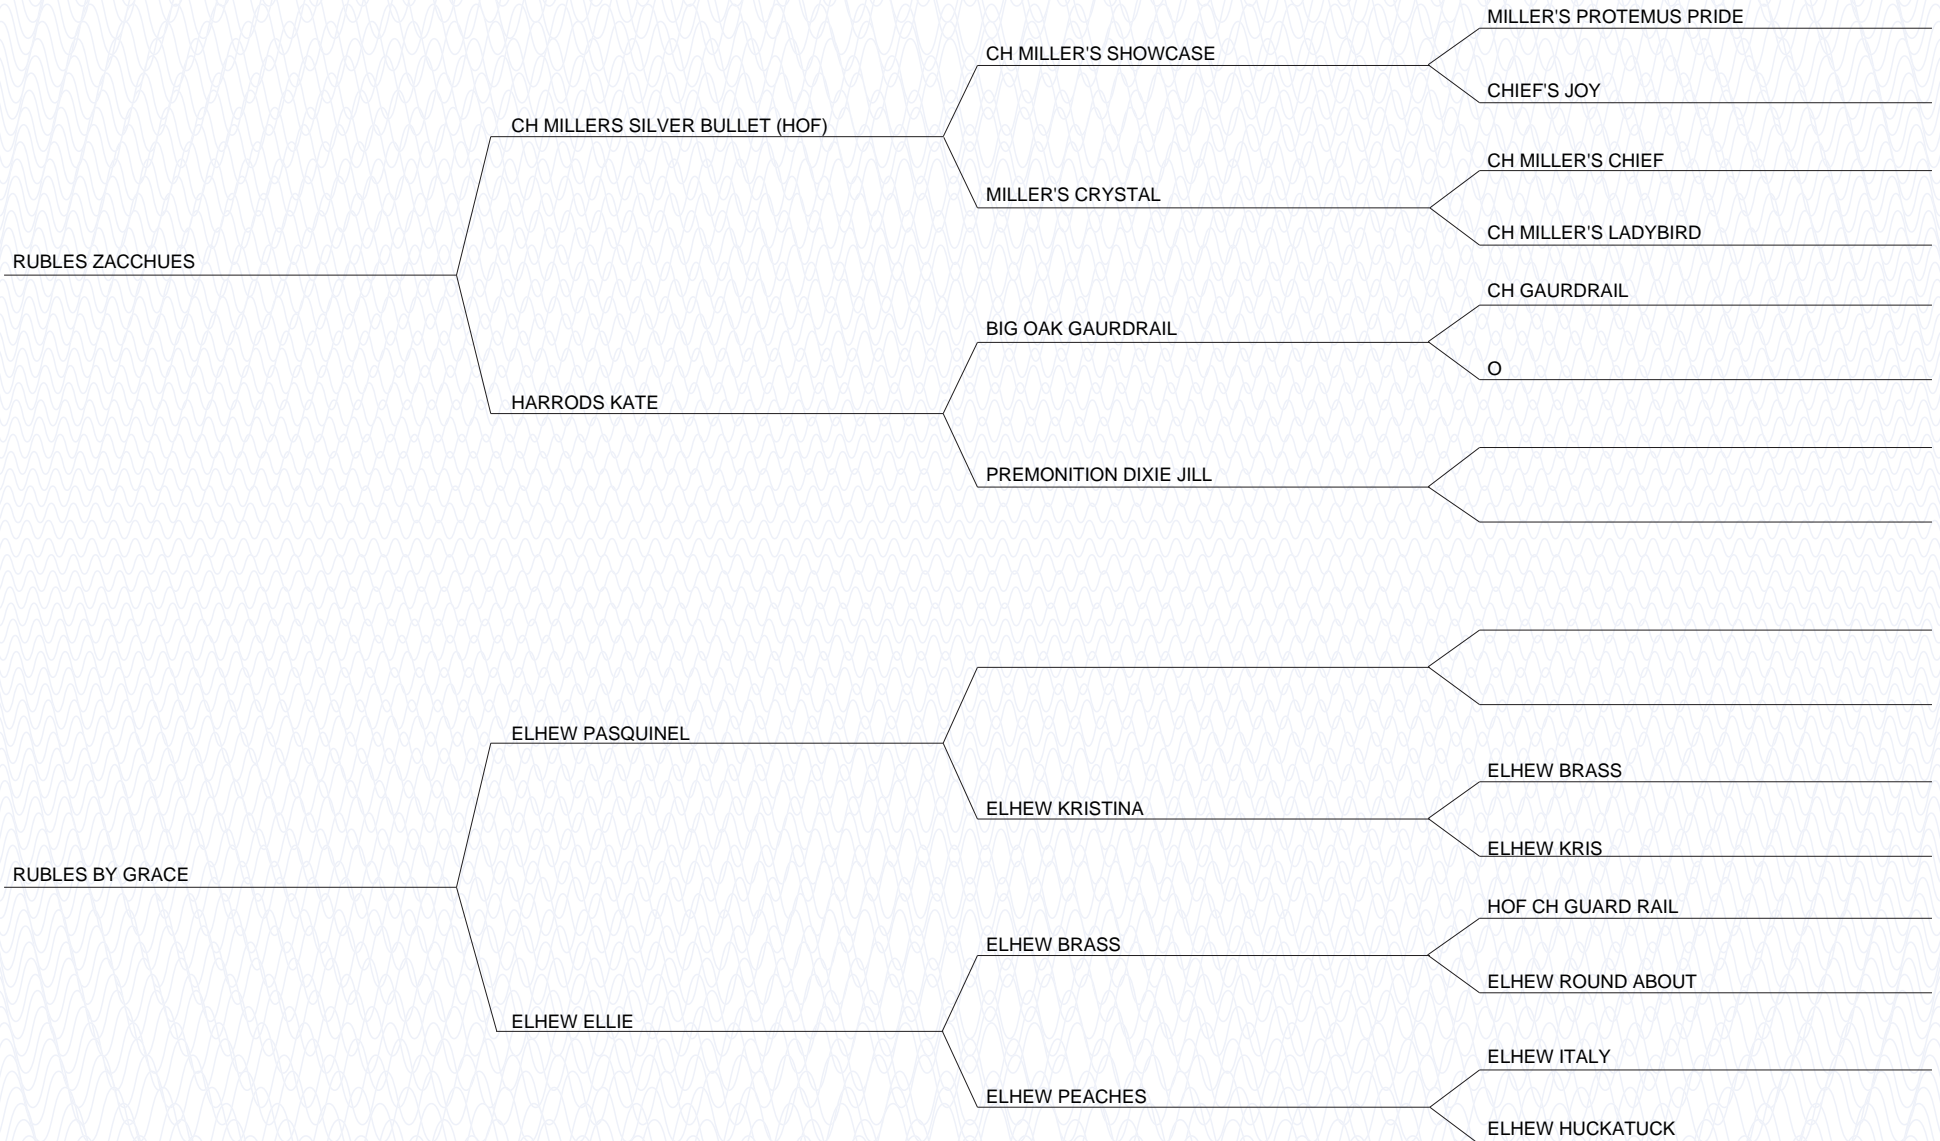 MILLER'S PROTEMUS PRIDE
CH MILLER'S SHOWCASE
CHIEF'S JOY
CH MILLERS SILVER BULLET (HOF)
CH MILLER'S CHIEF
MILLER'S CRYSTAL
CH MILLER'S LADYBIRD
RUBLES ZACCHUES
CH GAURDRAIL
BIG OAK GAURDRAIL
O
HARRODS KATE
PREMONITION DIXIE JILL
ELHEW PASQUINEL
ELHEW BRASS
ELHEW KRISTINA
ELHEW KRIS
RUBLES BY GRACE
HOF CH GUARD RAIL
ELHEW BRASS
ELHEW ROUND ABOUT
ELHEW ELLIE
ELHEW ITALY
ELHEW PEACHES
ELHEW HUCKATUCK